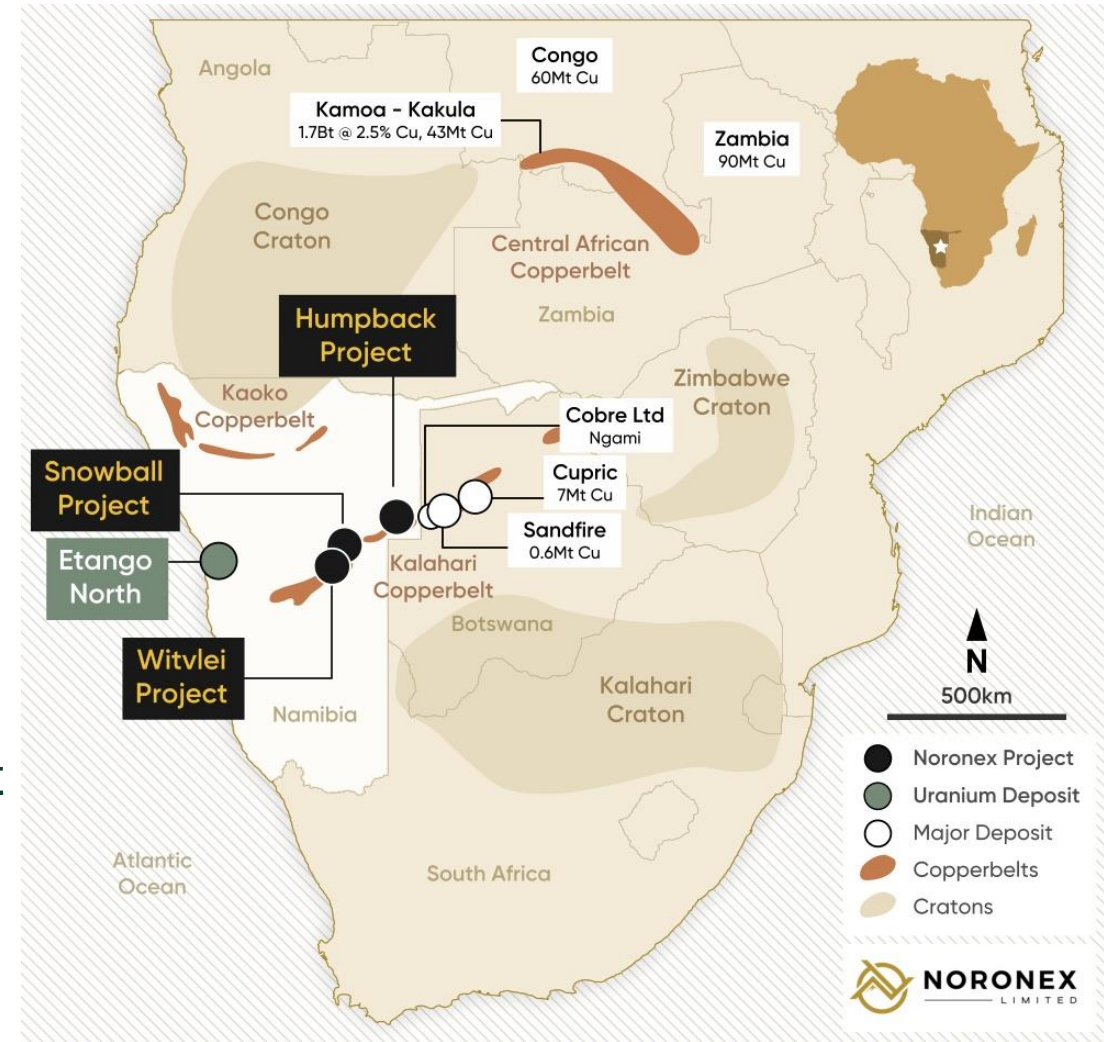 Angola
Congo
60Mt Cu
Kamoa - Kakula
1.7Bt @ 2.5% Cu, 43Mt Cu
Zambia
90Mt Cu
Congo
Craton
Central African
Copperbelt
Zambia
Humpback
Project
Kaoko
Copperbelt
Zimbabwe
Craton
Cobre Ltd
Ngami
Snowball
Project
Cupric
7Mt Cu
Sandfire
0.6Mt Cu
Indian
Ocean
Etango
North
Kalahari
Copperbelt
Botswana
Witvlei
Project
Namibia
Kalahari
Craton
N
500km
Noronex Project
Uranium Deposit
Major Deposit
Copperbelts
Cratons
Atlantic
Ocean
South Africa
NORONEX
LIMITED